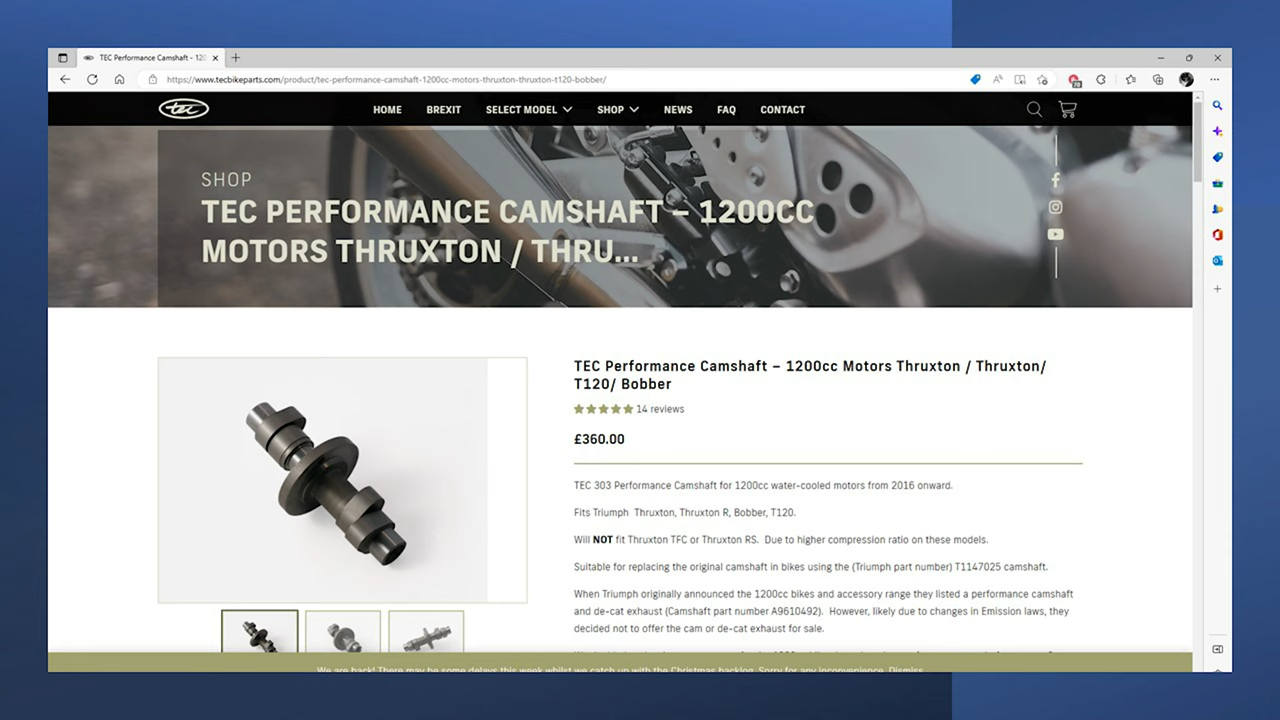 TEC Performance Camshaft - 120
https://www.tecbikeparts.com/product/tec-performance-camshaft-1200cc-motors-thruxton-thruxton-t120-bobber/
tec
HOME BREXIT SELECT MODEL SHOP NEWS FAQ CONTACT
SHOP
TEC PERFORMANCE CAMSHAFT – 1200CC
MOTORS THRUXTON / THRU...
TEC Performance Camshaft – 1200cc Motors Thruxton / Thruxton/
T120/ Bobber
14 reviews
£360.00
TEC 303 Performance Camshaft for 1200cc water-cooled motors from 2016 onward.
Fits Triumph Thruxton, Thruxton R, Bobber, T120.
Will NOT fit Thruxton TFC or Thruxton RS. Due to higher compression ratio on these models.
Suitable for replacing the original camshaft in bikes using the (Triumph part number) T1147025 camshaft.
When Triumph originally announced the 1200cc bikes and accessory range they listed a performance camshaft
and de-cat exhaust (Camshaft part number A9610492). However, likely due to changes in Emission laws, they
decided not to offer the cam or de-cat exhaust for sale.
We are back! There may be some delays this week whilst we catch up with the Christmas backlog. Sorry for any inconvenience. Dismiss